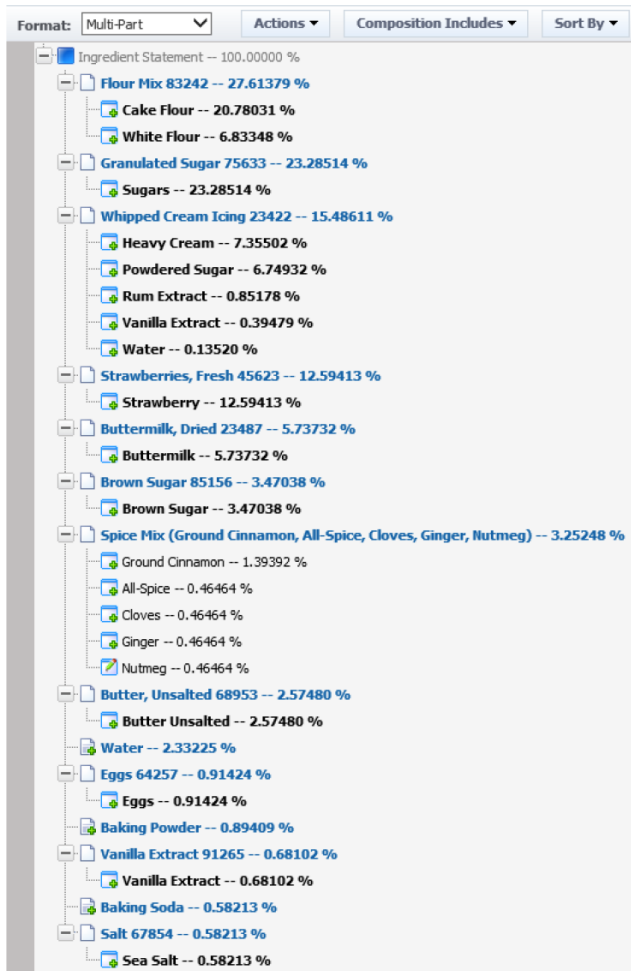 Format: Multi-Part Actions Composition Includes Sort By
Ingredient Statement -- 100.00000 %
Flour Mix 83242 -- 27.61379 %
Cake Flour -- 20.78031 %
White Flour -- 6.83348 %
Granulated Sugar 75633 -- 23.28514 %
Sugars -- 23.28514 %
Whipped Cream Icing 23422 -- 15.48611 %
Heavy Cream -- 7.35502 %
Powdered Sugar -- 6.74932 %
Rum Extract -- 0.85178 %
Vanilla Extract -- 0.39479 %
Water -- 0.13520 %
Strawberries, Fresh 45623 -- 12.59413 %
Strawberry -- 12.59413 %
Buttermilk, Dried 23487 -- 5.73732 %
Buttermilk -- 5.73732 %
Brown Sugar 85156 -- 3.47038 %
Brown Sugar -- 3.47038 %
Spice Mix (Ground Cinnamon, All-Spice, Cloves, Ginger, Nutmeg) -- 3.25248 %
Ground Cinnamon -- 1.39392 %
All-Spice -- 0.46464 %
Cloves -- 0.46464 %
Ginger -- 0.46464 %
Nutmeg -- 0.46464 %
Butter, Unsalted 68953 -- 2.57480 %
Butter Unsalted -- 2.57480 %
Water -- 2.33225 %
Eggs 64257 -- 0.91424 %
Eggs -- 0.91424 %
Baking Powder -- 0.89409 %
Vanilla Extract 91265 -- 0.68102 %
Vanilla Extract -- 0.68102 %
Baking Soda -- 0.58213 %
Salt 67854 -- 0.58213 %
Sea Salt -- 0.58213 %